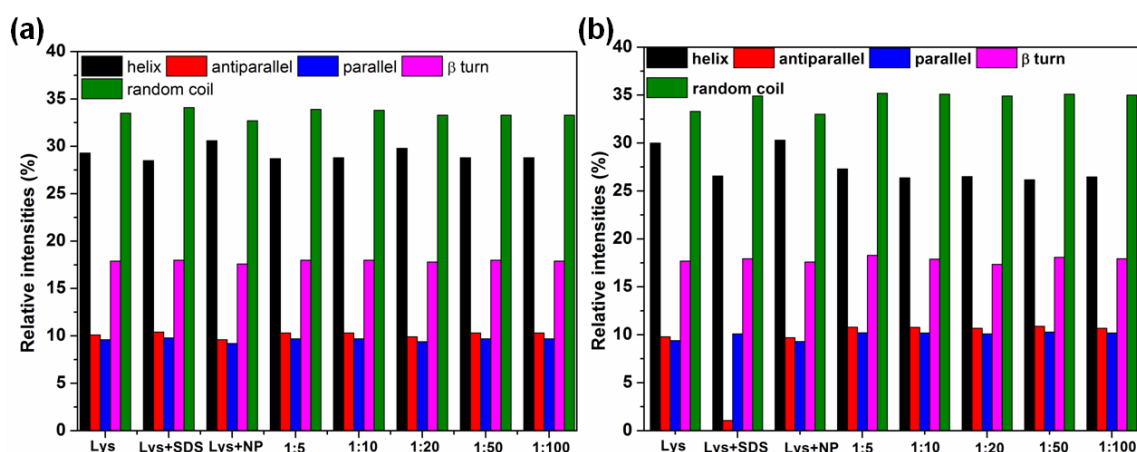 (a)
40
helix antiparallel parallel β turn
random coil
35
30
25
20
15
10
5
0
Relative intensities (%)
Lys Lys+SDS Lys+NP 1:5 1:10 1:20 1:50 1:100
(b)
40
helix antiparallel parallel β turn
random coil
35
30
25
20
15
10
5
0
Relative intensities (%)
Lys Lys+SDS Lys+NP 1:5 1:10 1:20 1:50 1:100